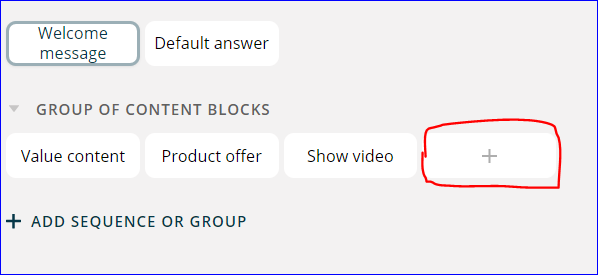 Welcome
message
Default answer
GROUP OF CONTENT BLOCKS
Value content
Product offer
Show video
+
+ ADD SEQUENCE OR GROUP